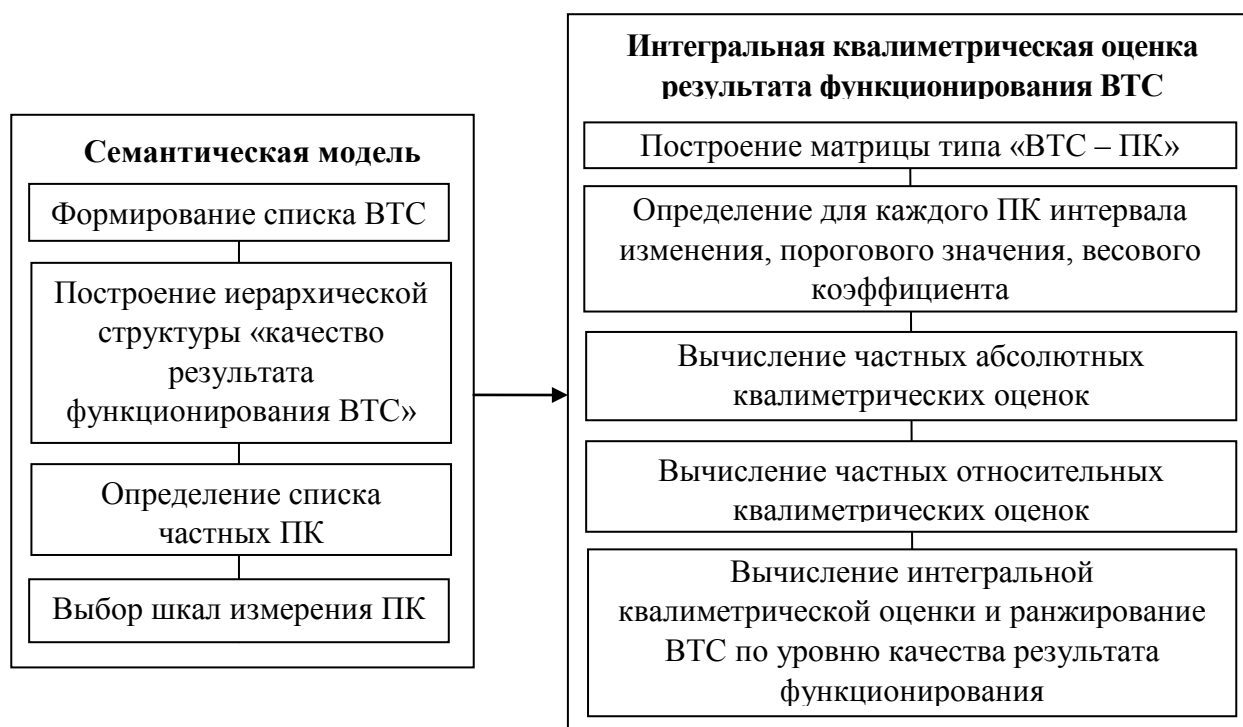 Семантическая модель
Формирование списка ВТС
Построение иерархической
структуры «качество
результата
функционирования ВТС»
Определение списка
частных ПК
Выбор шкал измерения ПК
Интегральная квалиметрическая оценка
результата функционирования ВТС
Построение матрицы типа «ВТС – ПК»
Определение для каждого ПК интервала
изменения, порогового значения, весового
коэффициента
Вычисление частных абсолютных
квалиметрических оценок
Вычисление частных относительных
квалиметрических оценок
Вычисление интегральной
квалиметрической оценки и ранжирование
ВТС по уровню качества результата
функционирования